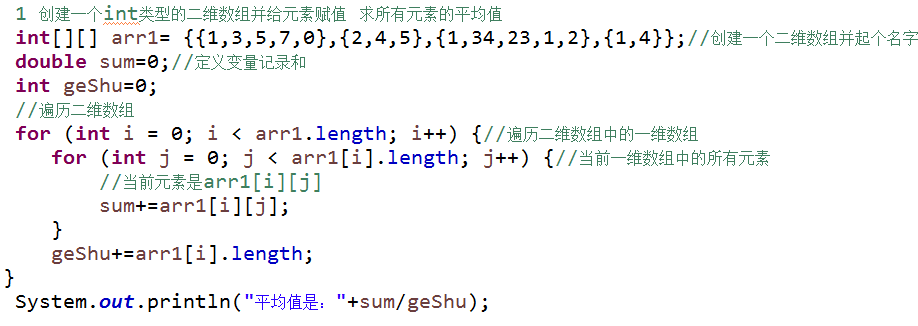 1 创建一个int类型的二维数组并给元素赋值 求所有元素的平均值
int[][] arr1= {{1,3,5,7,0},{2,4,5},{1,34,23,1,2},{1,4}};//创建一个二维数组并起个名字
double sum=0;//定义变量记录和
int geShu=0;
//遍历二维数组
for (int i = 0; i < arr1.length; i++) {//遍历二维数组中的一维数组
for (int j = 0; j < arr1[i].length; j++) {//当前一维数组中的所有元素
//当前元素是arr1[i][j]
sum+=arr1[i][j];
}
geShu+=arr1[i].length;
}
System.out.println("平均值是："+sum/geShu);